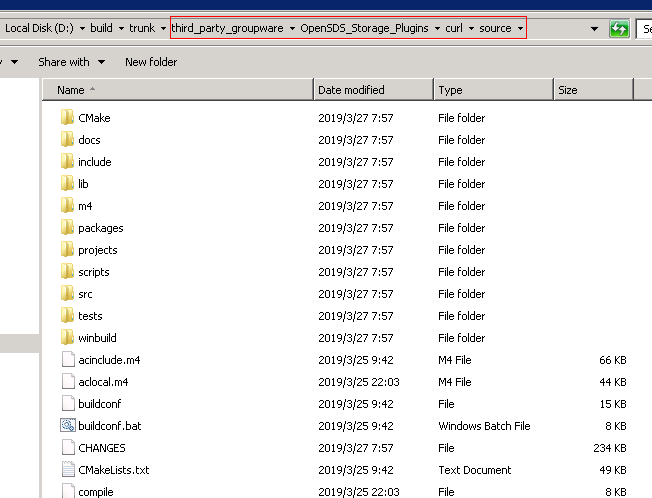 Local Disk (D:) build trunk third_party_groupware OpenSDS_Storage_Plugins curl source
Share with New folder
Name Date modified Type Size
CMake 2019/3/27 7:57 File folder
docs 2019/3/27 7:57 File folder
include 2019/3/27 7:57 File folder
lib 2019/3/27 7:57 File folder
m4 2019/3/27 7:57 File folder
packages 2019/3/27 7:57 File folder
projects 2019/3/27 7:57 File folder
scripts 2019/3/27 7:57 File folder
src 2019/3/27 7:57 File folder
tests 2019/3/27 7:57 File folder
winbuild 2019/3/27 7:57 File folder
acinclude.m4 2019/3/25 9:42 M4 File 66 KB
aclocal.m4 2019/3/25 22:03 M4 File 44 KB
buildconf 2019/3/25 9:42 File 15 KB
buildconf.bat 2019/3/25 9:42 Windows Batch File 8 KB
CHANGES 2019/3/27 7:57 File 234 KB
CMakeLists.txt 2019/3/25 9:42 Text Document 49 KB
compile 2019/3/25 22:03 File 8 KB